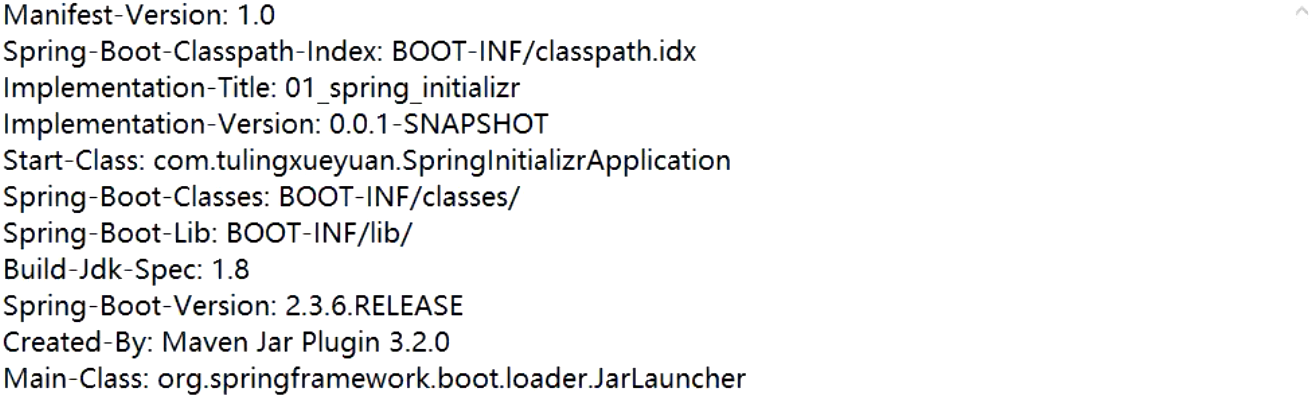 Manifest-Version: 1.0
Spring-Boot-Classpath-Index: BOOT-INF/classpath.idx
Implementation-Title: 01_spring_initializr
Implementation-Version: 0.0.1-SNAPSHOT
Start-Class: com.tulingxueyuan.SpringInitializrApplication
Spring-Boot-Classes: BOOT-INF/classes/
Spring-Boot-Lib: BOOT-INF/lib/
Build-Jdk-Spec: 1.8
Spring-Boot-Version: 2.3.6.RELEASE
Created-By: Maven Jar Plugin 3.2.0
Main-Class: org.springframework.boot.loader.JarLauncher